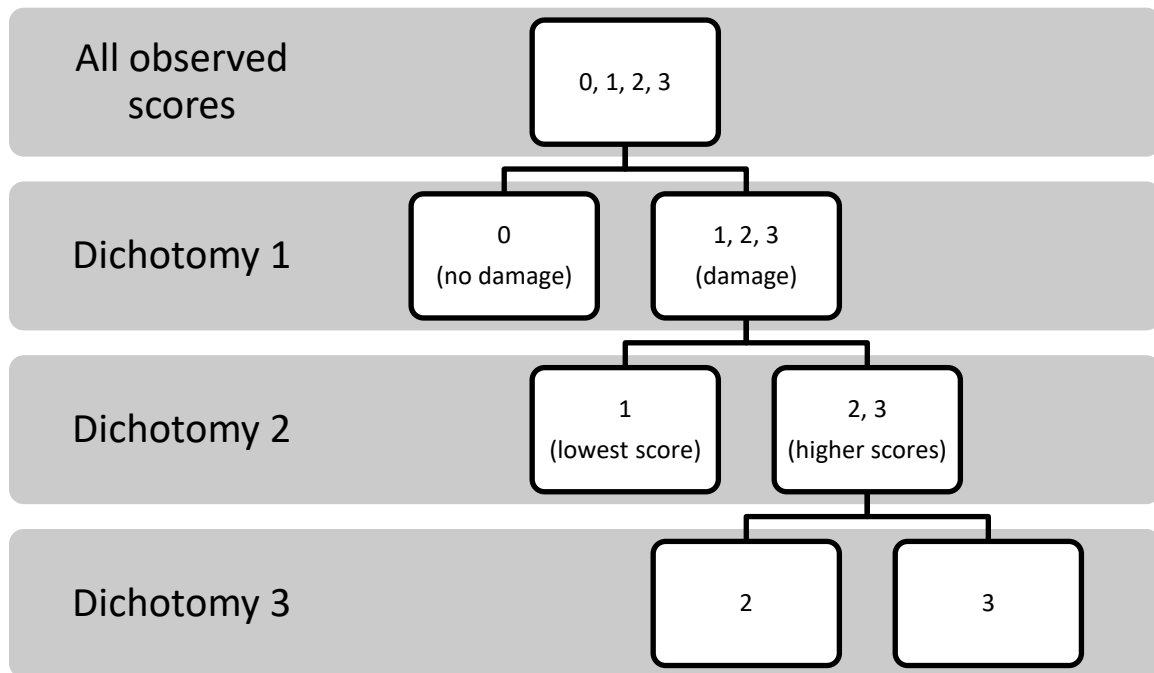 All observed
scores
0, 1, 2, 3
Dichotomy 1
0
(no damage)
1, 2, 3
(damage)
Dichotomy 2
1
(lowest score)
2, 3
(higher scores)
Dichotomy 3
2
3